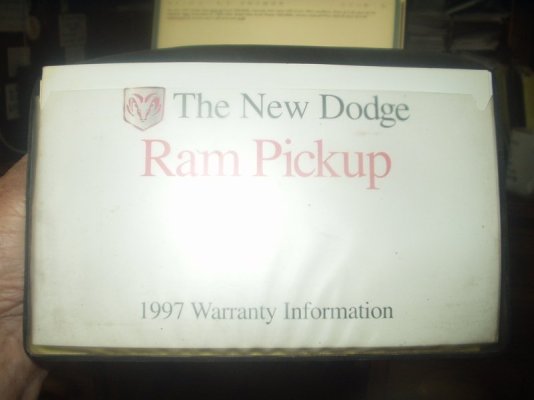 The New Dodge
Ram Pickup
1997 Warranty Information